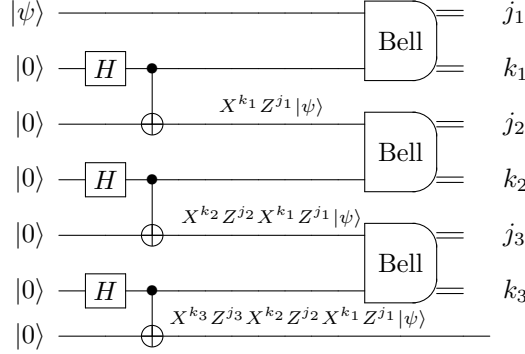 |ψ⟩ j₁
Bell
|0⟩ H k₁
|0⟩ X^{k₁}Z^{j₁}|ψ⟩ j₂
Bell
|0⟩ H k₂
|0⟩ X^{k₂}Z^{j₂}X^{k₁}Z^{j₁}|ψ⟩ j₃
Bell
|0⟩ H k₃
|0⟩ X^{k₃}Z^{j₃}X^{k₂}Z^{j₂}X^{k₁}Z^{j₁}|ψ⟩